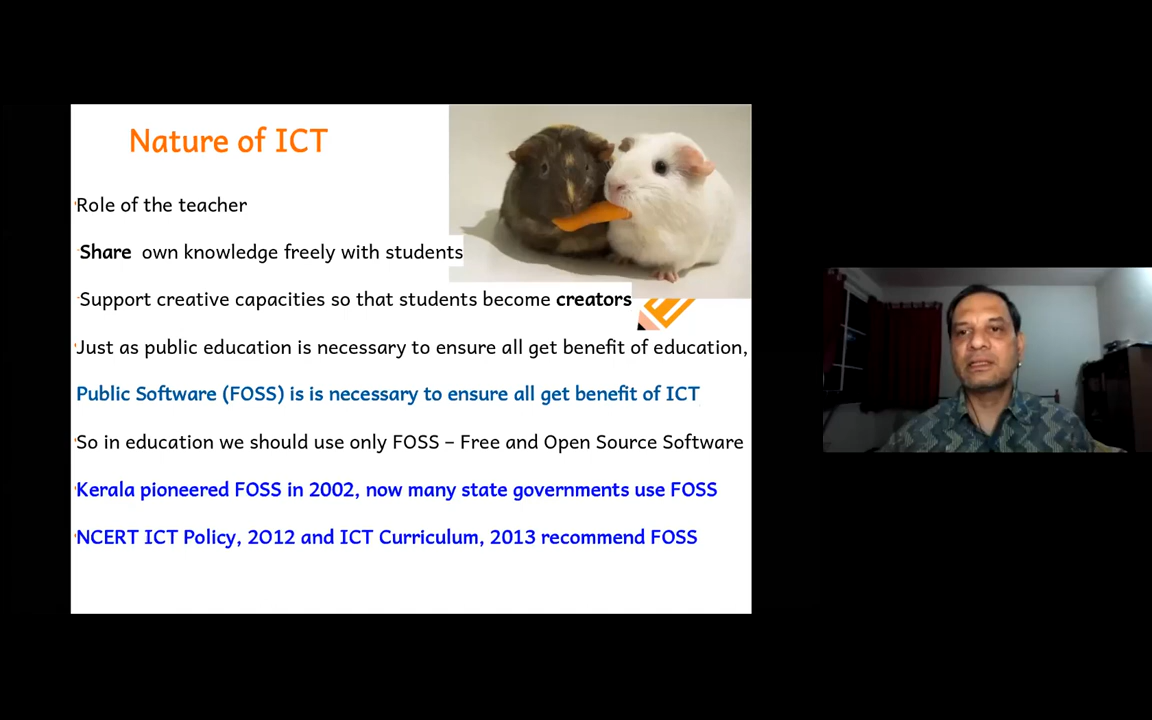 Nature of ICT
Role of the teacher
Share own knowledge freely with students
Support creative capacities so that students become creators
Just as public education is necessary to ensure all get benefit of education,
Public Software (FOSS) is is necessary to ensure all get benefit of ICT
So in education we should use only FOSS – Free and Open Source Software
Kerala pioneered FOSS in 2002, now many state governments use FOSS
NCERT ICT Policy, 2012 and ICT Curriculum, 2013 recommend FOSS